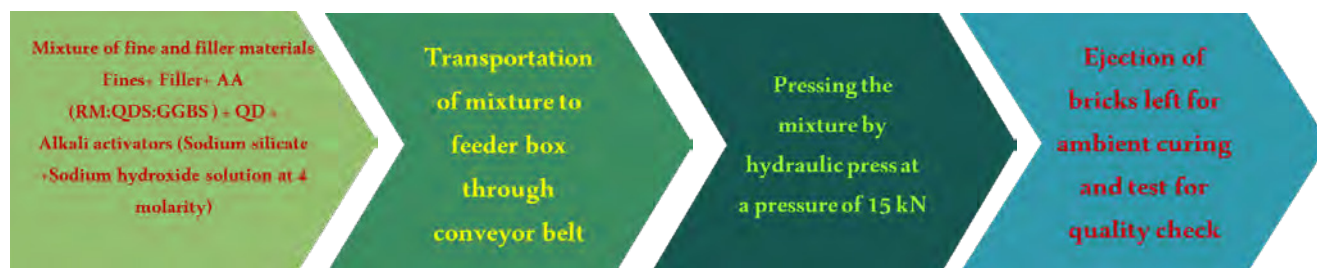 Mixture of fine and filler materials
Fines+ Filler+ AA
(RM:QDS:GGBS ) + QD +
Alkali activators (Sodium silicate
+Sodium hydroxide solution at 4
molarity)
Transportation
of mixture to
feeder box
through
conveyor belt
Pressing the
mixture by
hydraulic press at
a pressure of 15 kN
Ejection of
bricks left for
ambient curing
and test for
quality check